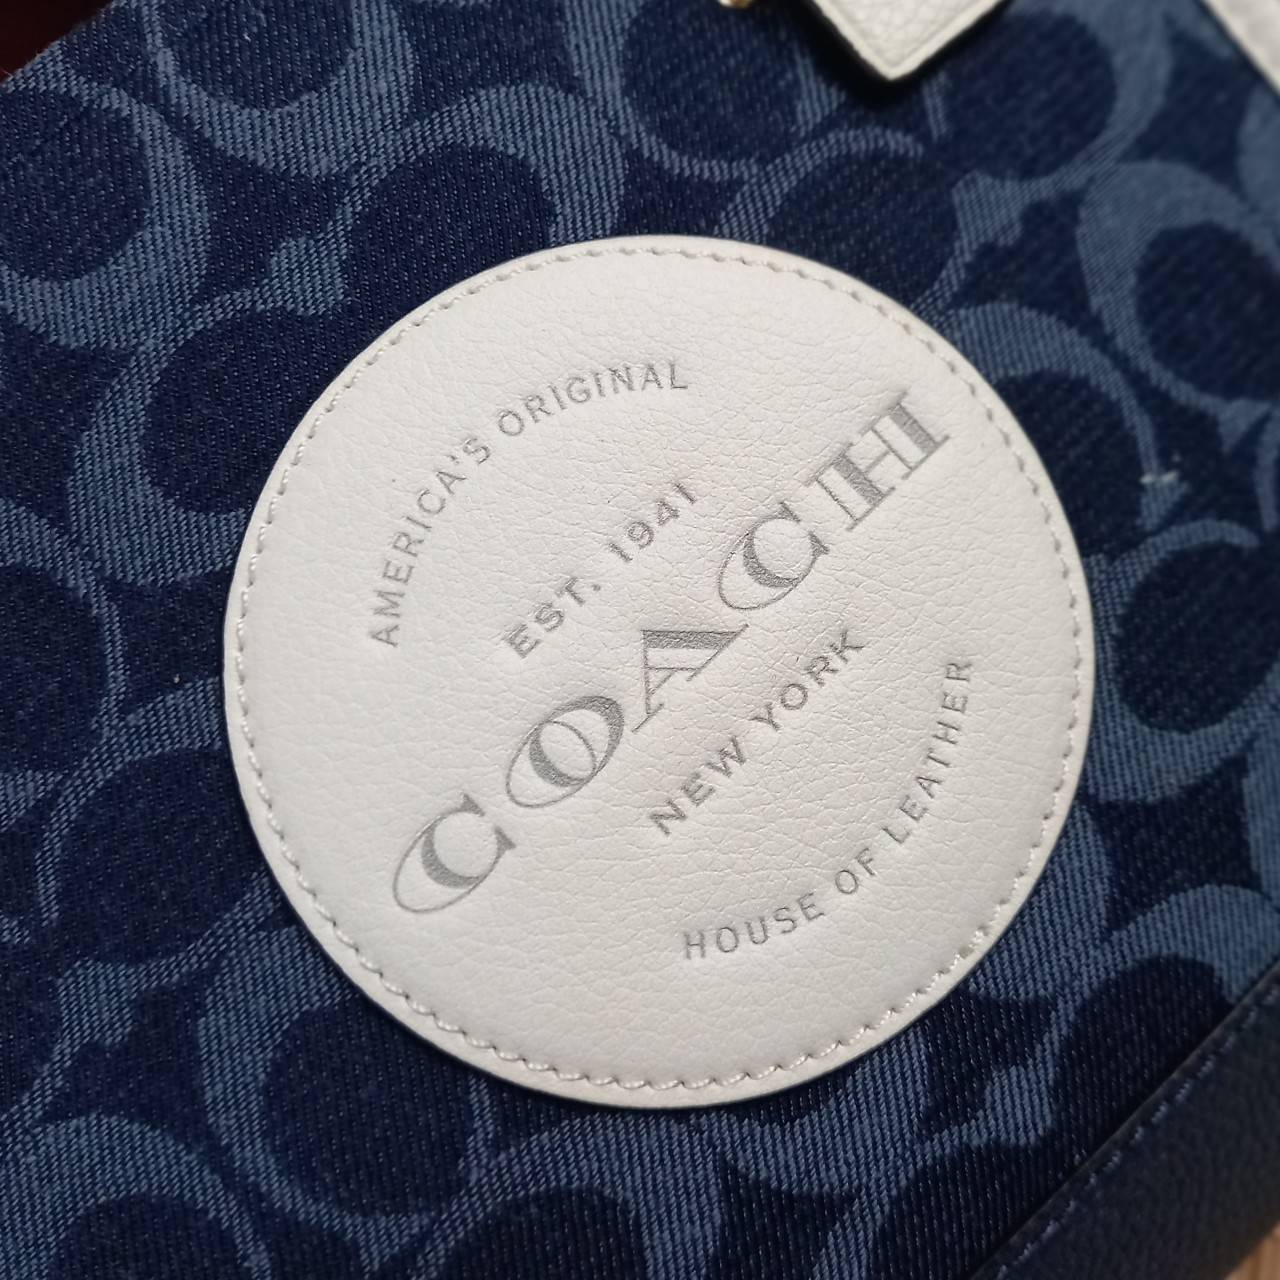 AMERICA'S ORIGINAL
EST. 1941
COACH
NEW YORK
HOUSE OF LEATHER